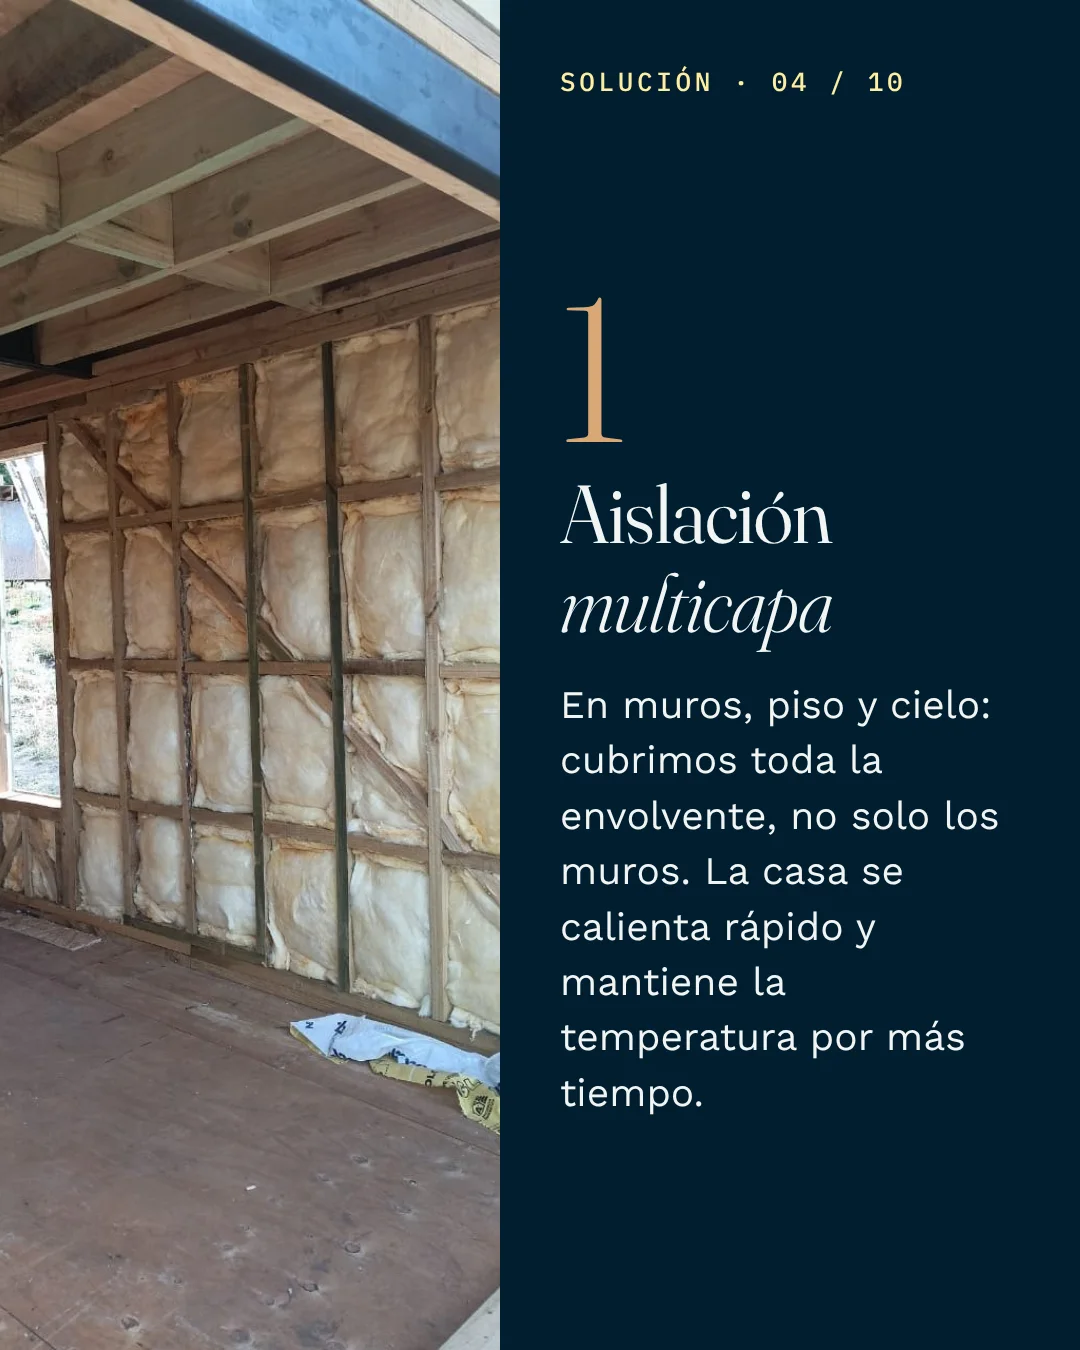 SOLUCIÓN · 04 / 10
1
Aislación
multicapa
En muros, piso y cielo:
cubrimos toda la
envolvente, no solo los
muros. La casa se
calienta rápido y
mantiene la
temperatura por más
tiempo.